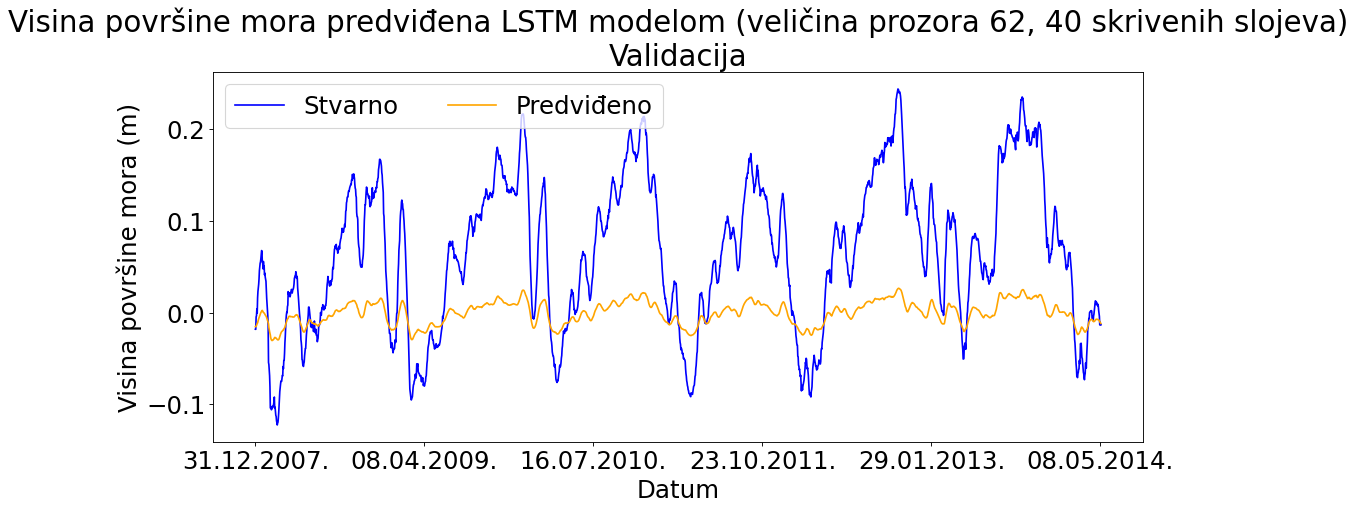 Visina površine mora predviđena LSTM modelom (veličina prozora 62, 40 skrivenih slojeva)
Validacija
Stvarno Predviđeno
Visina površine mora (m)
0.2
0.1
0.0
−0.1
31.12.2007. 08.04.2009. 16.07.2010. 23.10.2011. 29.01.2013. 08.05.2014.
Datum